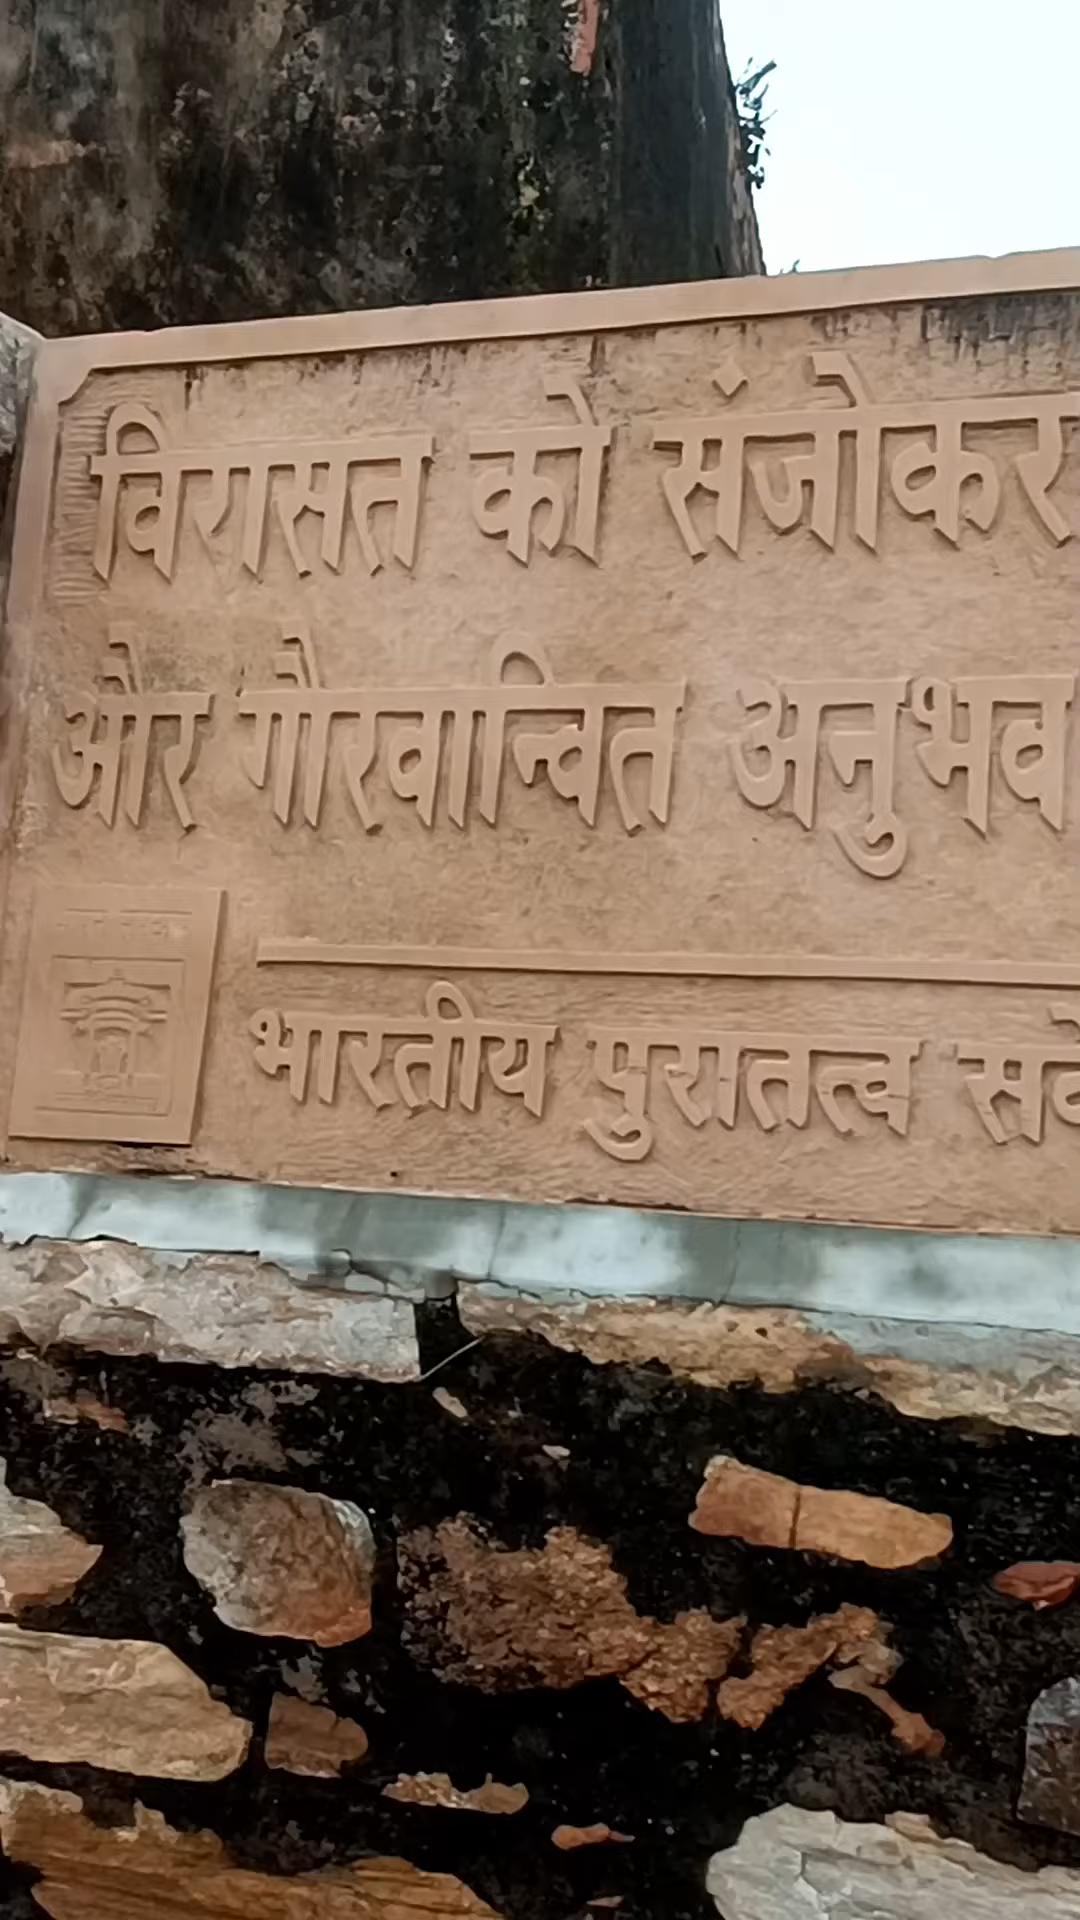 विरासत को संजोकर
और गौरवान्वित अनुभव
भारतीय पुरातत्त्व